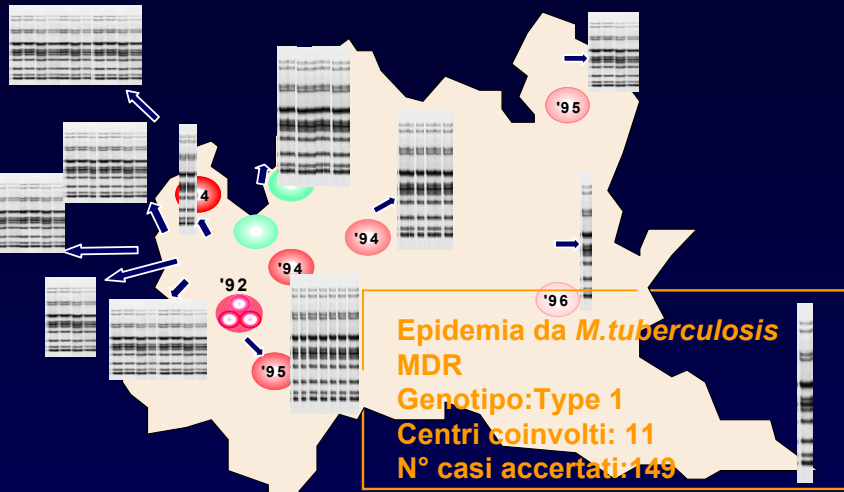 '95
'94
'94
'92
'96
'95
Epidemia da M.tuberculosis
MDR
Genotipo:Type 1
Centri coinvolti: 11
N° casi accertati:149